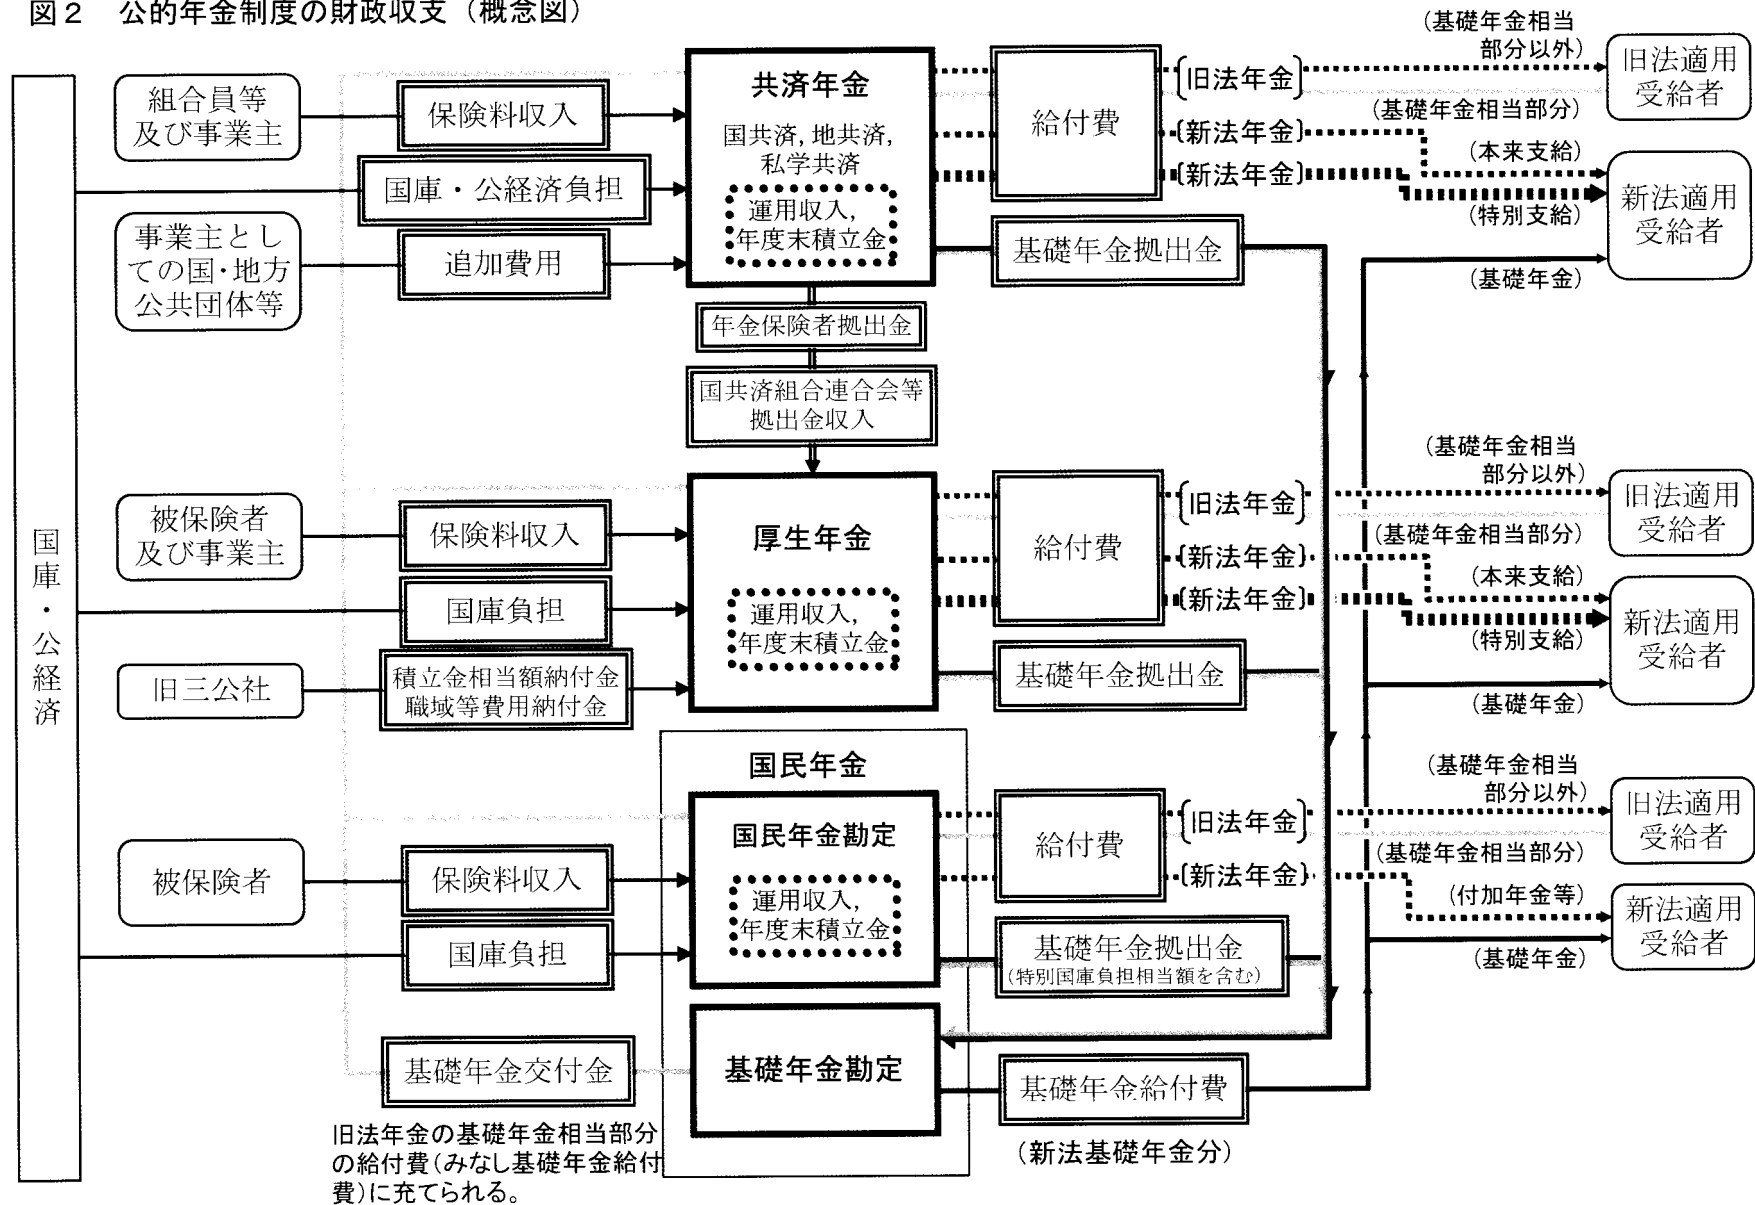 図2 公的年金制度の財政収支（概念図）
国庫・公経済
組合員等
及び事業主
保険料収入
国庫・公経済負担
事業主とし
ての国・地方
公共団体等
追加費用
共済年金
国共済,地共済,
私学共済
運用収入,
年度末積立金
給付費
〔旧法年金〕
〔新法年金〕
〔新法年金〕
基礎年金拠出金
（基礎年金相当
部分以外）
（基礎年金相当部分）
（本来支給）
（特別支給）
（基礎年金）
旧法適用
受給者
新法適用
受給者
年金保険者拠出金
国共済組合連合会等
拠出金収入
被保険者
及び事業主
保険料収入
国庫負担
旧三公社
積立金相当額納付金
職域等費用納付金
厚生年金
運用収入,
年度末積立金
給付費
〔旧法年金〕
〔新法年金〕
〔新法年金〕
基礎年金拠出金
（基礎年金相当
部分以外）
（基礎年金相当部分）
（本来支給）
（特別支給）
（基礎年金）
旧法適用
受給者
新法適用
受給者
国民年金
被保険者
保険料収入
国庫負担
国民年金勘定
運用収入,
年度末積立金
給付費
〔旧法年金〕
〔新法年金〕
基礎年金拠出金
（特別国庫負担相当額を含む）
（基礎年金相当
部分以外）
（基礎年金相当部分）
（付加年金等）
（基礎年金）
旧法適用
受給者
新法適用
受給者
基礎年金交付金
基礎年金勘定
基礎年金給付費
（新法基礎年金分）
旧法年金の基礎年金相当部分
の給付費（みなし基礎年金給付
費）に充てられる。